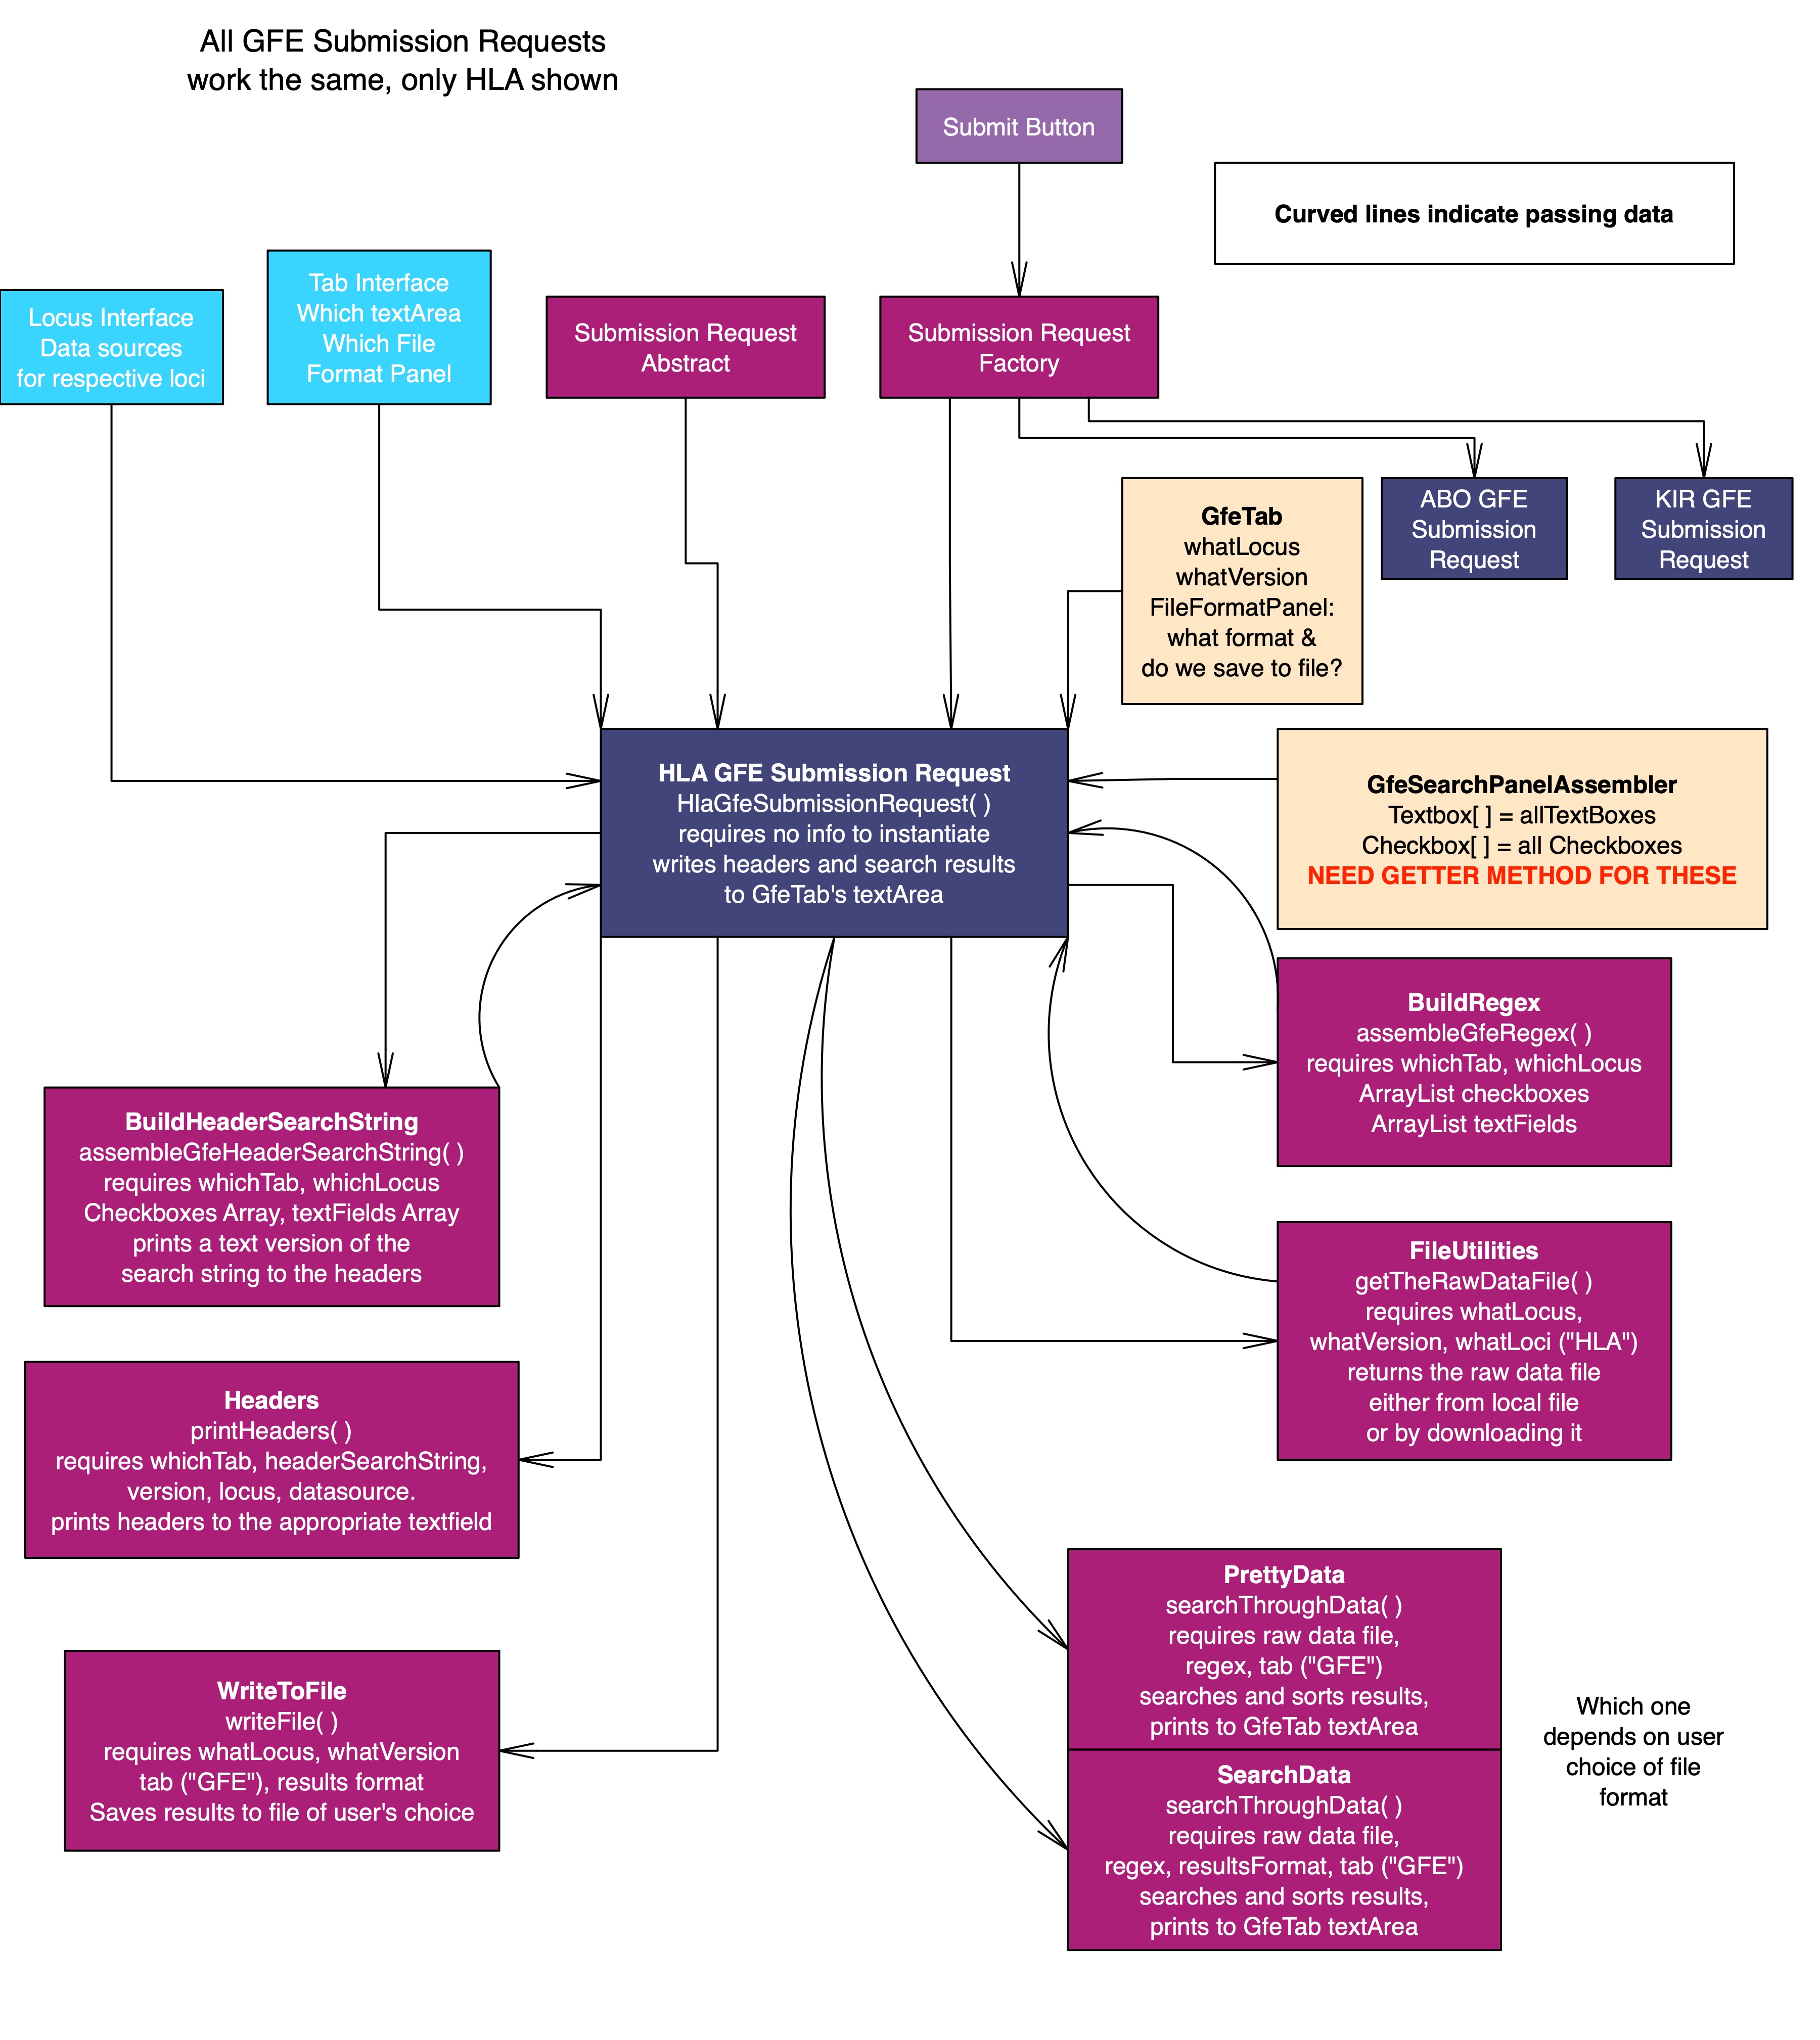 All GFE Submission Requests
work the same, only HLA shown
Submit Button
Curved lines indicate passing data
Locus Interface
Data sources
for respective loci
Tab Interface
Which textArea
Which File
Format Panel
Submission Request
Abstract
Submission Request
Factory
GfeTab
whatLocus
whatVersion
FileFormatPanel:
what format &
do we save to file?
ABO GFE
Submission
Request
KIR GFE
Submission
Request
HLA GFE Submission Request
HlaGfeSubmissionRequest( )
requires no info to instantiate
writes headers and search results
to GfeTab's textArea
GfeSearchPanelAssembler
Textbox[ ] = allTextBoxes
Checkbox[ ] = all Checkboxes
NEED GETTER METHOD FOR THESE
BuildRegex
assembleGfeRegex( )
requires whichTab, whichLocus
ArrayList checkboxes
ArrayList textFields
BuildHeaderSearchString
assembleGfeHeaderSearchString( )
requires whichTab, whichLocus
Checkboxes Array, textFields Array
prints a text version of the
search string to the headers
FileUtilities
getTheRawDataFile( )
requires whatLocus,
whatVersion, whatLoci ("HLA")
returns the raw data file
either from local file
or by downloading it
Headers
printHeaders( )
requires whichTab, headerSearchString,
version, locus, datasource.
prints headers to the appropriate textfield
PrettyData
searchThroughData( )
requires raw data file,
regex, tab ("GFE")
searches and sorts results,
prints to GfeTab textArea
WriteToFile
writeFile( )
requires whatLocus, whatVersion
tab ("GFE"), results format
Saves results to file of user's choice
Which one
depends on user
choice of file
format
SearchData
searchThroughData( )
requires raw data file,
regex, resultsFormat, tab ("GFE")
searches and sorts results,
prints to GfeTab textArea